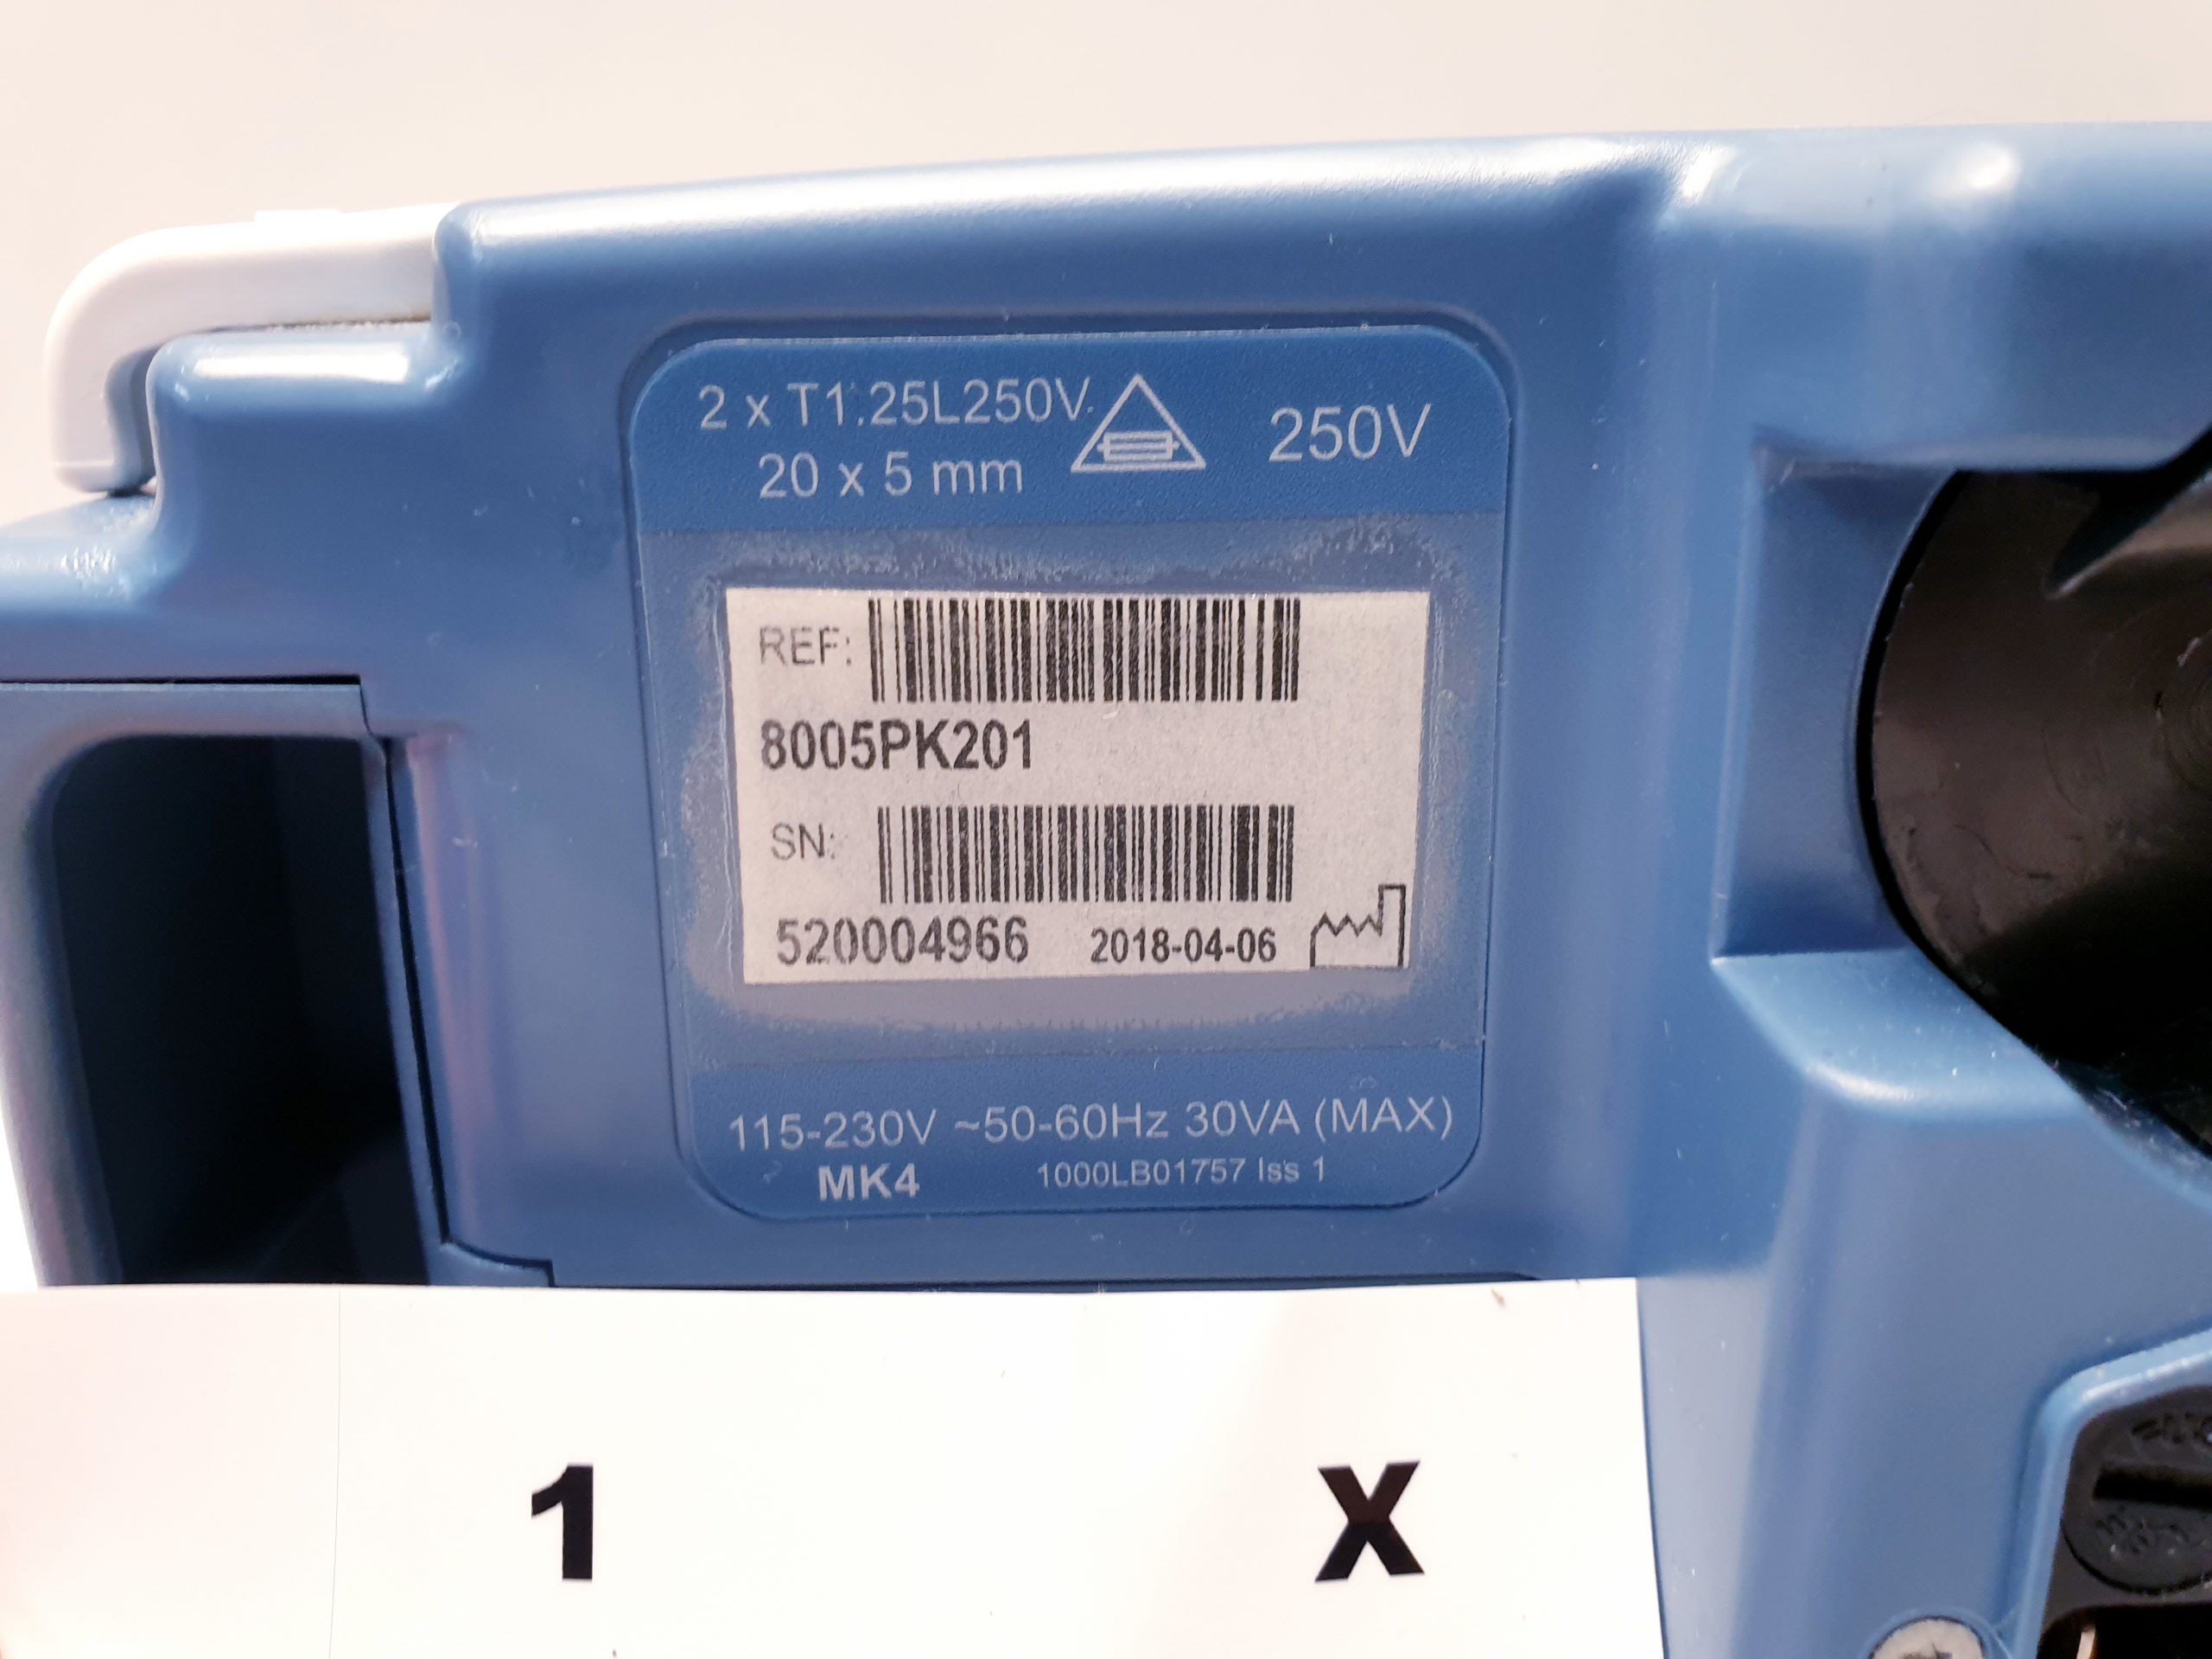 2 x T1.25L250V
20 x 5 mm
250V
REF:
8005PK201
SN:
520004966 2018-04-06
115-230V ~50-60Hz 30VA (MAX)
MK4 1000LB01757 Iss 1
1 X